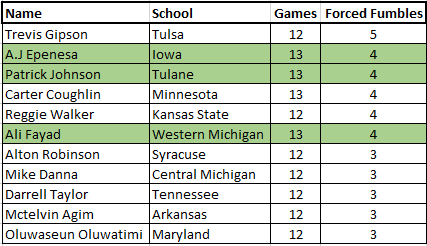 Name School Games Forced Fumbles
Trevis Gipson Tulsa 12 5
A.J Epenesa Iowa 13 4
Patrick Johnson Tulane 13 4
Carter Coughlin Minnesota 13 4
Reggie Walker Kansas State 12 4
Ali Fayad Western Michigan 13 4
Alton Robinson Syracuse 12 3
Mike Danna Central Michigan 12 3
Darrell Taylor Tennessee 12 3
Mctelvin Agim Arkansas 12 3
Oluwaseun Oluwatimi Maryland 12 3